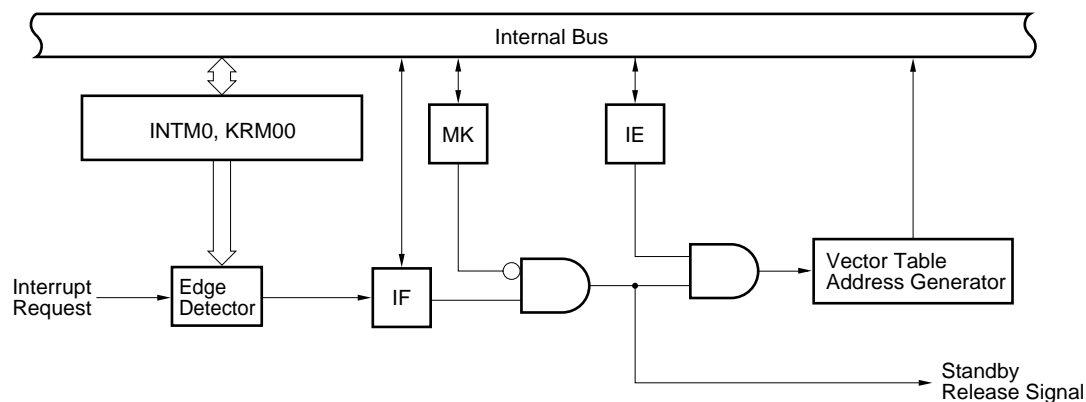 Internal Bus
INTM0, KRM00
MK
IE
Interrupt
Request
Edge
Detector
IF
Vector Table
Address Generator
Standby
Release Signal